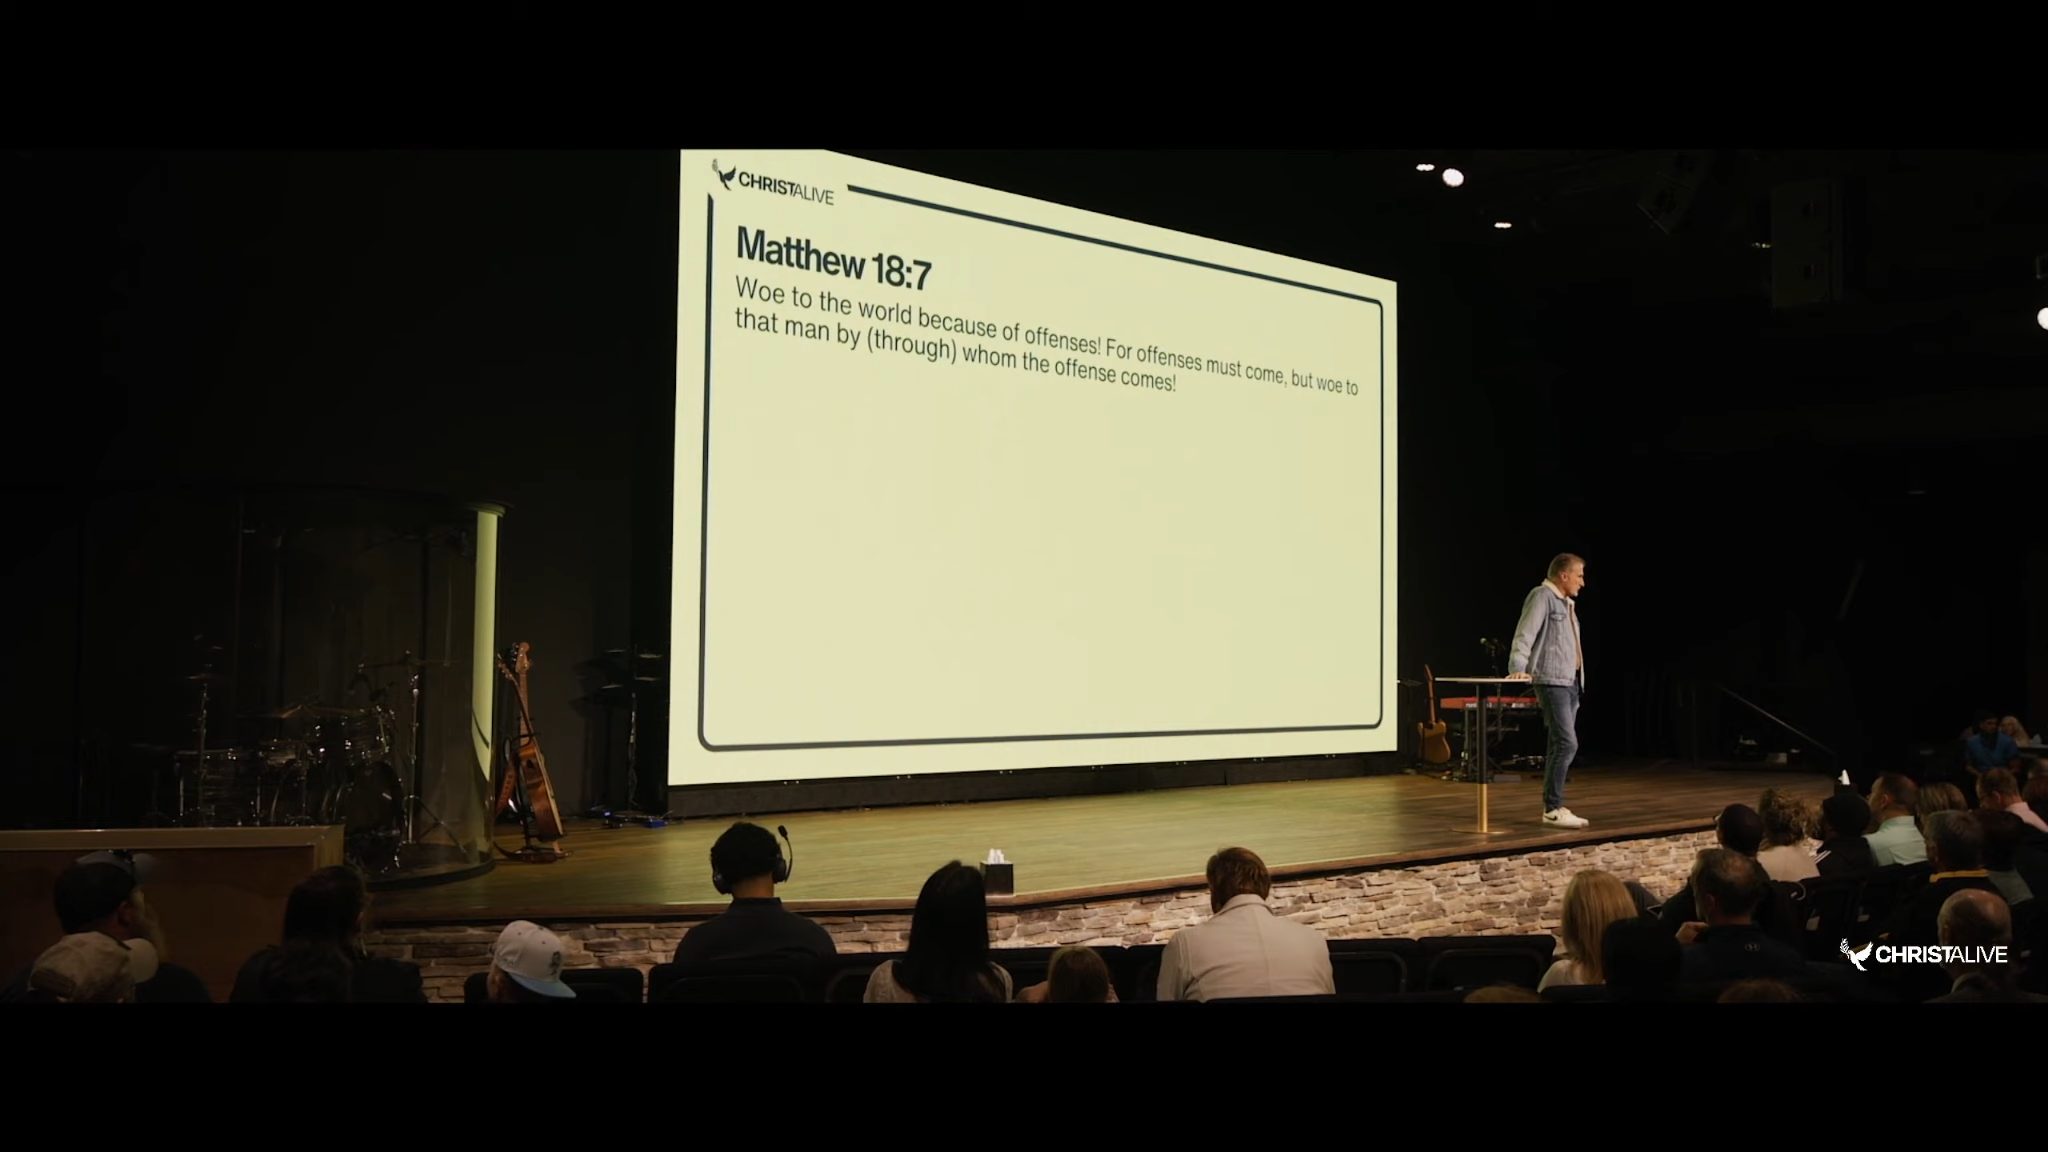 CHRISTALIVE
Matthew 18:7
Woe to the world because of offenses! For offenses must come, but woe to
that man by (through) whom the offense comes!
CHRISTALIVE